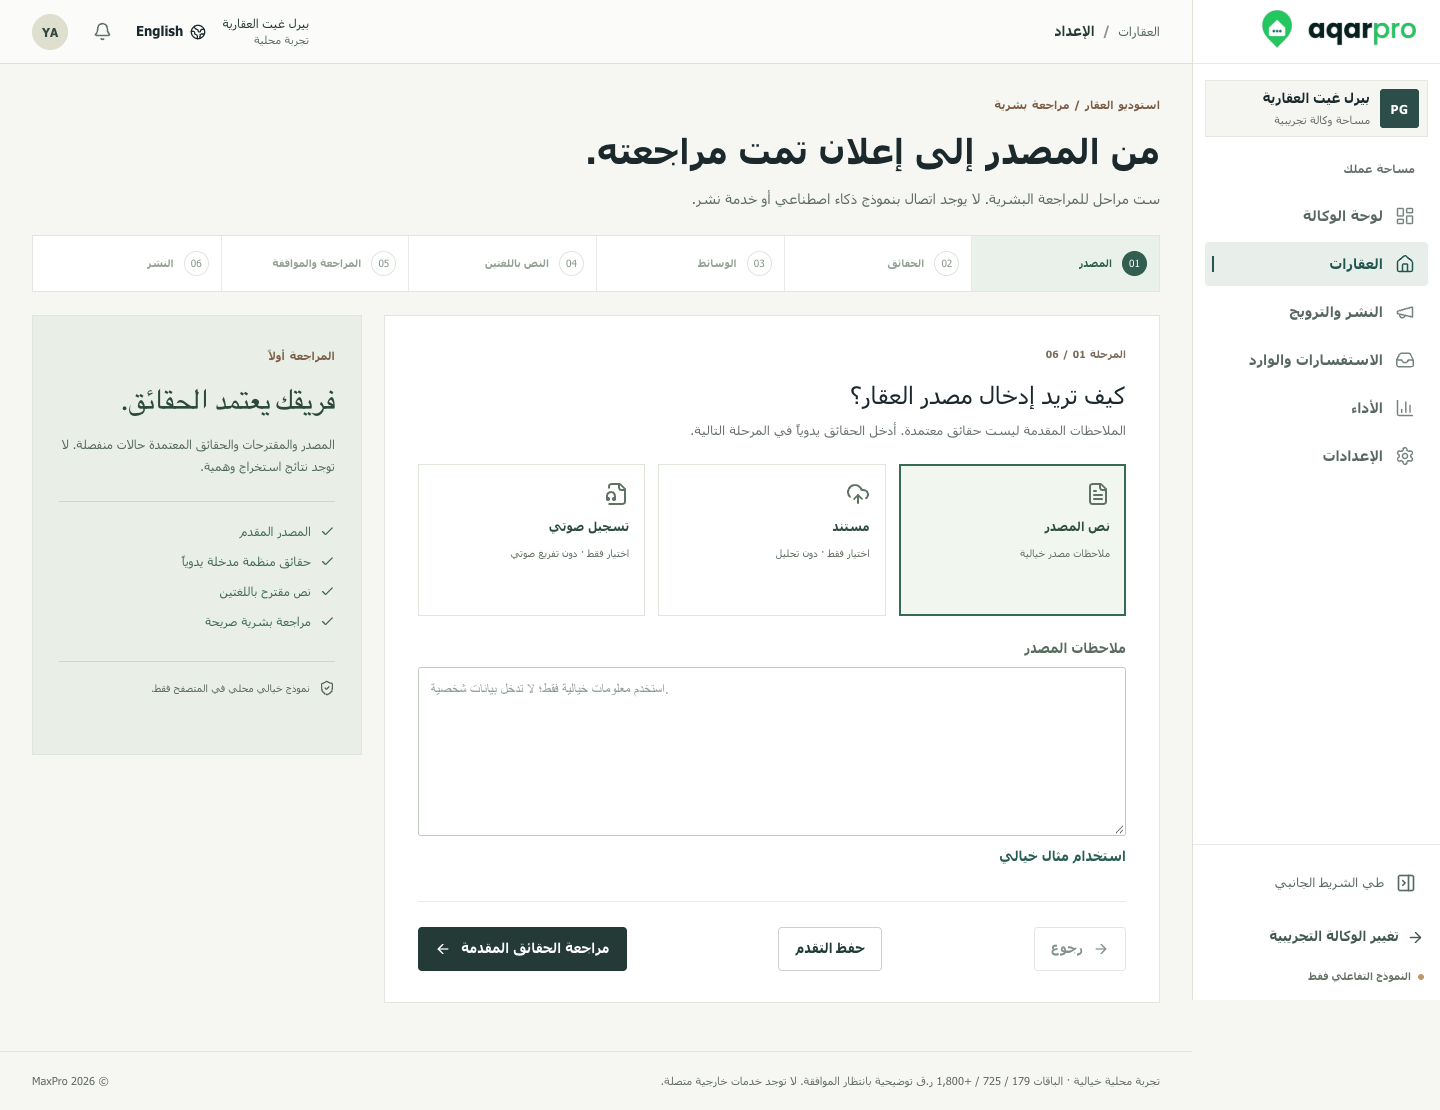 aqarpro
PG
بيرل غيت العقارية
مساحة وكالة تجريبية
مساحة عملك
لوحة الوكالة
العقارات
النشر والترويج
الاستفسارات والوارد
الأداء
الإعدادات
طي الشريط الجانبي
تغيير الوكالة التجريبية
النموذج التفاعلي فقط
العقارات / الإعداد
بيرل غيت العقارية
تجربة محلية
English
YA
استوديو العقار / مراجعة بشرية
من المصدر إلى إعلان تمت مراجعته.
ست مراحل للمراجعة البشرية. لا يوجد اتصال بنموذج ذكاء اصطناعي أو خدمة نشر.
01 المصدر
02 الحقائق
03 الوسائط
04 النص باللغتين
05 المراجعة والموافقة
06 النشر
المرحلة 01 / 06
كيف تريد إدخال مصدر العقار؟
الملاحظات المقدمة ليست حقائق معتمدة. أدخل الحقائق يدوياً في المرحلة التالية.
نص المصدر
ملاحظات مصدر خيالية
مستند
اختيار فقط · دون تحليل
تسجيل صوتي
اختيار فقط · دون تفريغ صوتي
ملاحظات المصدر
استخدم معلومات خيالية فقط؛ لا تدخل بيانات شخصية.
استخدام مثال خيالي
رجوع
حفظ التقدم
مراجعة الحقائق المقدمة
المراجعة أولاً
فريقك يعتمد الحقائق.
المصدر والمقترحات والحقائق المعتمدة حالات منفصلة. لا
توجد نتائج استخراج وهمية.
المصدر المقدم
حقائق منظمة مدخلة يدوياً
نص مقترح باللغتين
مراجعة بشرية صريحة
نموذج خيالي محلي في المتصفح فقط.
تجربة محلية خيالية · الباقات 179 / 725 / +1,800 ر.ق توضيحية بانتظار الموافقة. لا توجد خدمات خارجية متصلة.
© MaxPro 2026